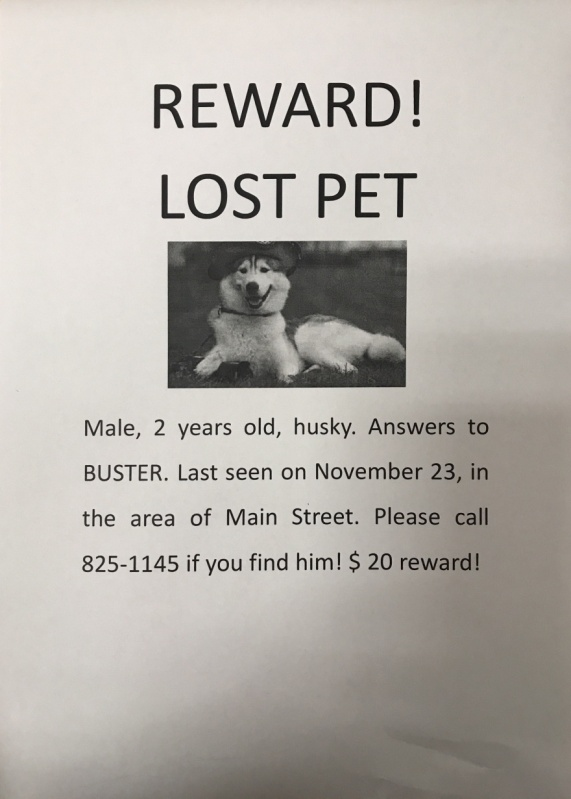 REWARD!
LOST PET
Male, 2 years old, husky. Answers to
BUSTER. Last seen on November 23, in
the area of Main Street. Please call
825-1145 if you find him! $ 20 reward!